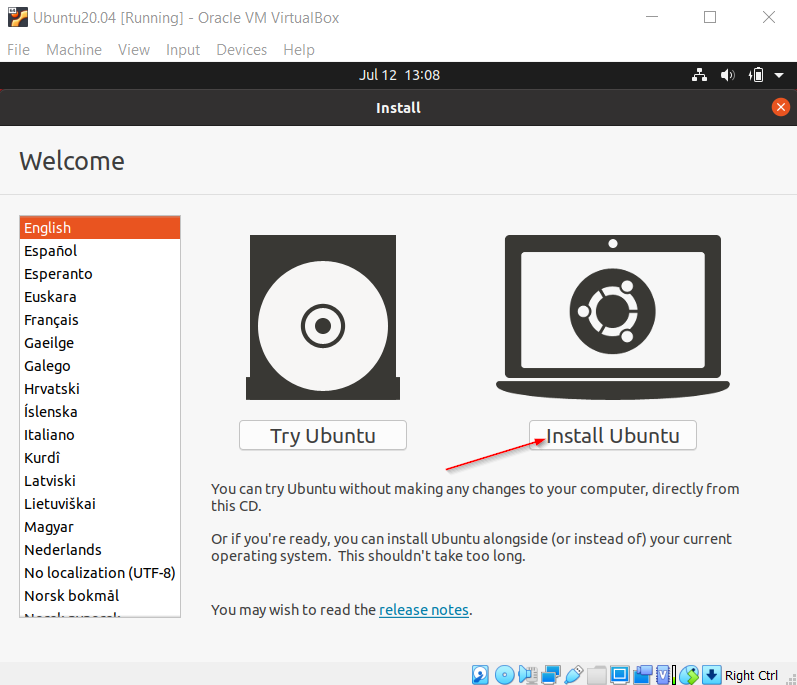 Ubuntu20.04 [Running] - Oracle VM VirtualBox
File Machine View Input Devices Help
Jul 12 13:08
Install
Welcome
English
Español
Esperanto
Euskara
Français
Gaeilge
Galego
Hrvatski
Íslenska
Italiano
Kurdî
Latviski
Lietuviškai
Magyar
Nederlands
No localization (UTF-8)
Norsk bokmål
Try Ubuntu
Install Ubuntu
You can try Ubuntu without making any changes to your computer, directly from
this CD.
Or if you're ready, you can install Ubuntu alongside (or instead of) your current
operating system. This shouldn't take too long.
You may wish to read the release notes.
Right Ctrl